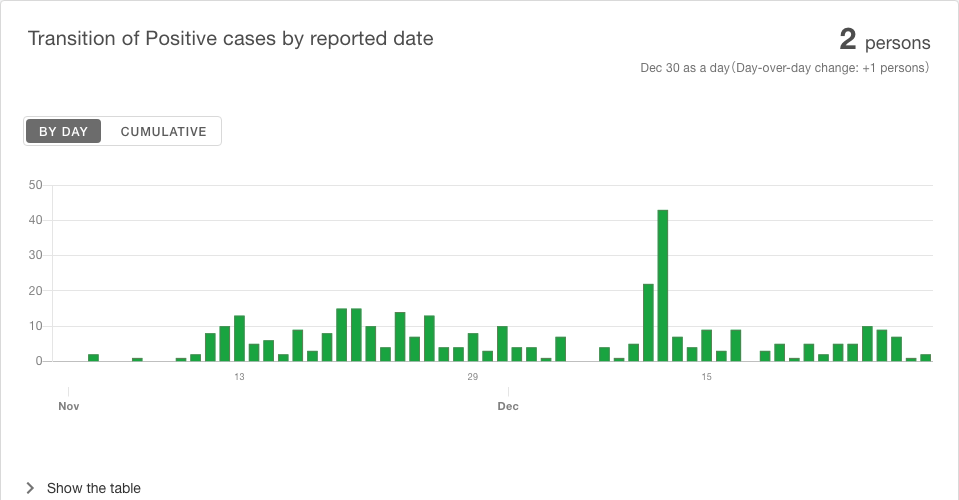 Transition of Positive cases by reported date
2 persons
Dec 30 as a day(Day-over-day change: +1 persons)
BY DAY
CUMULATIVE
50
40
30
20
10
0
13
29
15
Nov
Dec
Show the table